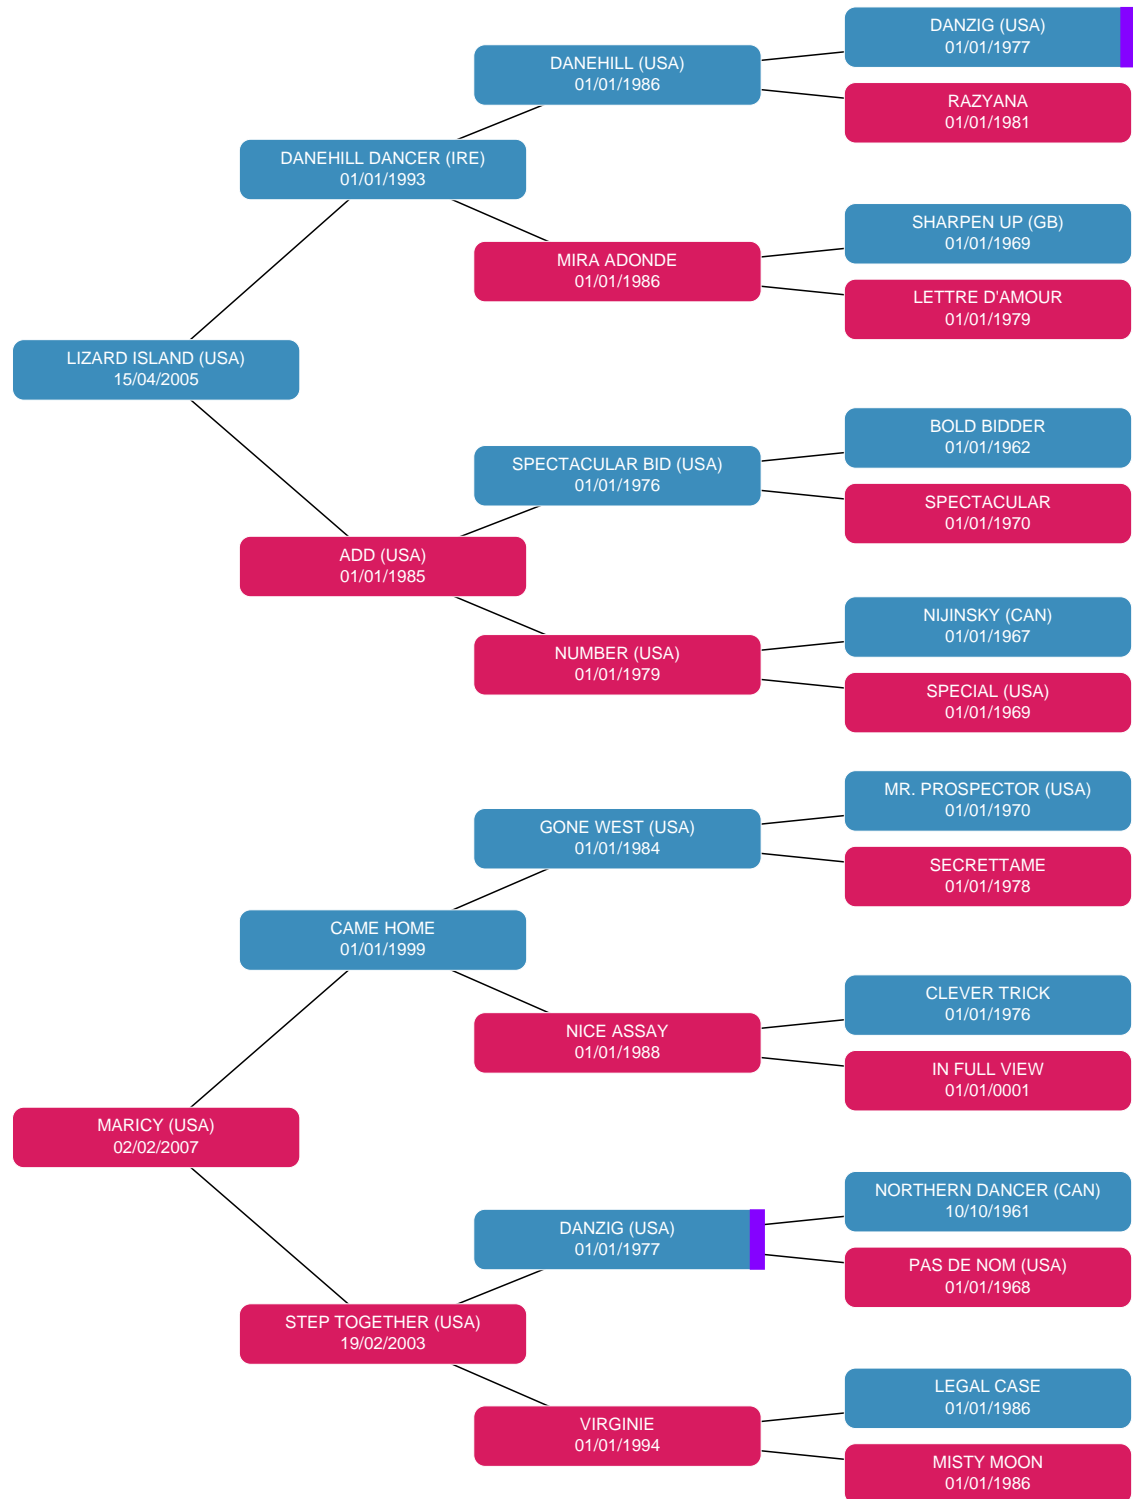 DANZIG (USA)
01/01/1977
DANEHILL (USA)
01/01/1986
RAZYANA
01/01/1981
DANEHILL DANCER (IRE)
01/01/1993
SHARPEN UP (GB)
01/01/1969
MIRA ADONDE
01/01/1986
LETTRE D'AMOUR
01/01/1979
LIZARD ISLAND (USA)
15/04/2005
BOLD BIDDER
01/01/1962
SPECTACULAR BID (USA)
01/01/1976
SPECTACULAR
01/01/1970
ADD (USA)
01/01/1985
NIJINSKY (CAN)
01/01/1967
NUMBER (USA)
01/01/1979
SPECIAL (USA)
01/01/1969
MR. PROSPECTOR (USA)
01/01/1970
GONE WEST (USA)
01/01/1984
SECRETTAME
01/01/1978
CAME HOME
01/01/1999
CLEVER TRICK
01/01/1976
NICE ASSAY
01/01/1988
IN FULL VIEW
01/01/0001
MARICY (USA)
02/02/2007
NORTHERN DANCER (CAN)
10/10/1961
DANZIG (USA)
01/01/1977
PAS DE NOM (USA)
01/01/1968
STEP TOGETHER (USA)
19/02/2003
LEGAL CASE
01/01/1986
VIRGINIE
01/01/1994
MISTY MOON
01/01/1986